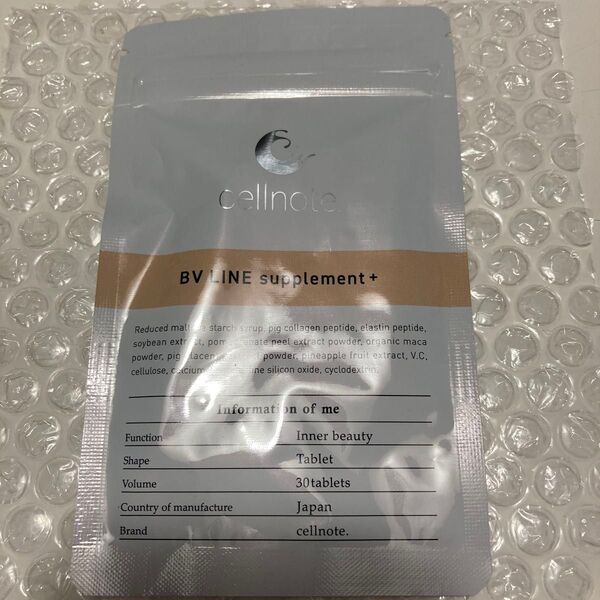 cellnote.
BV LINE supplement +
Reduced starch syrup, pig collagen peptide, elastin peptide,
soybean extract, peel extract powder, organic maca
powder, powder, pineapple fruit extract, V.C,
cellulose, silicon oxide, cyclodextrin.
Information of me
Function Inner beauty
Shape Tablet
Volume 30tablets
Country of manufacture Japan
Brand cellnote.